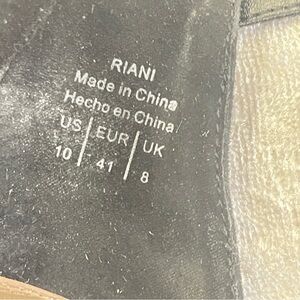 RIANI
Made in China
Hecho en China
US | EUR | UK
10 | 41 | 8